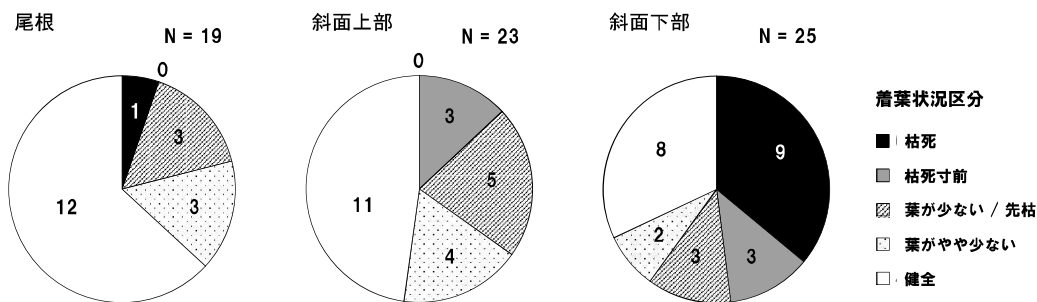 尾根
N = 19
0
1
3
3
12
斜面上部
N = 23
0
3
5
4
11
斜面下部
N = 25
9
3
3
2
8
着葉状況区分
枯死
枯死寸前
葉が少ない / 先枯
葉がやや少ない
健全